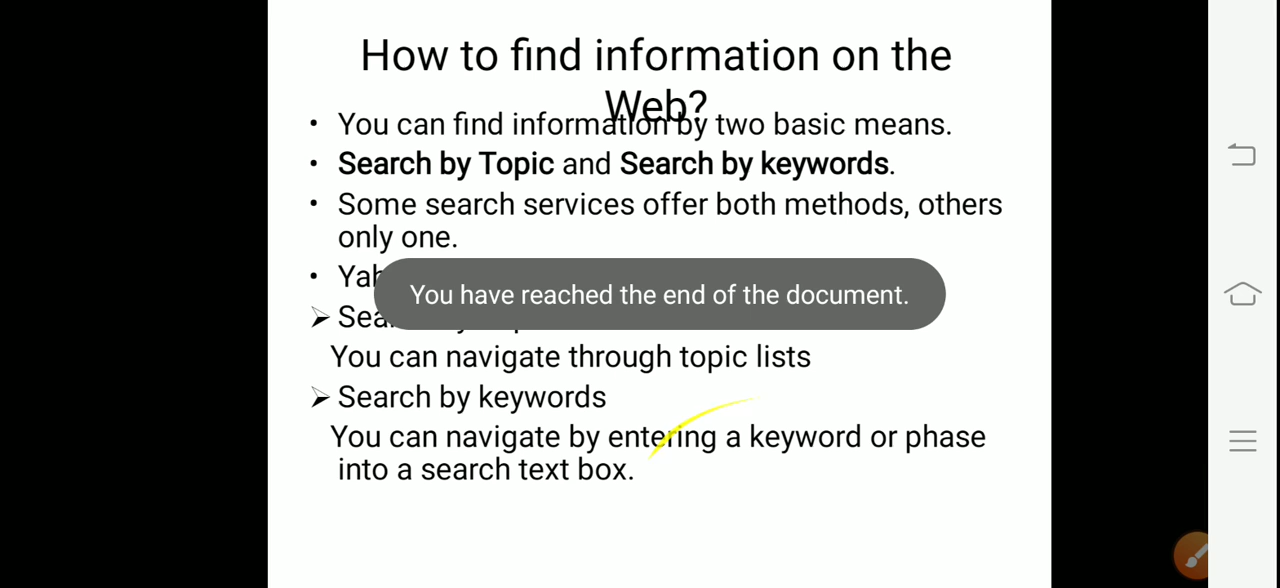 How to find information on the
Web?
• You can find information by two basic means.
• Search by Topic and Search by keywords.
• Some search services offer both methods, others
only one.
•
You have reached the end of the document.
➢
You can navigate through topic lists
➢ Search by keywords
You can navigate by entering a keyword or phase
into a search text box.